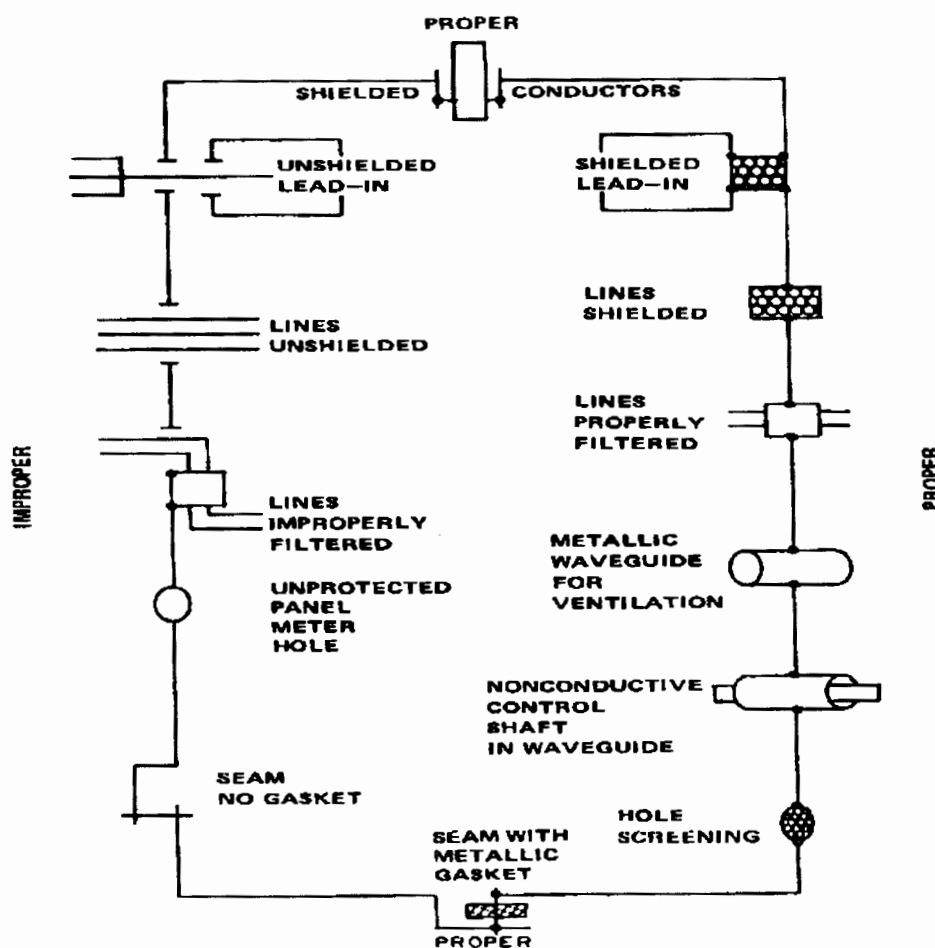 PROPER
SHIELDED
CONDUCTORS
UNSHIELDED
LEAD-IN
SHIELDED
LEAD-IN
LINES
UNSHIELDED
LINES
SHIELDED
LINES
PROPERLY
FILTERED
IMPROPER
PROPER
LINES
IMPROPERLY
FILTERED
METALLIC
WAVEGUIDE
FOR
VENTILATION
UNPROTECTED
PANEL
METER
HOLE
NONCONDUCTIVE
CONTROL
SHAFT
IN WAVEGUIDE
SEAM
NO GASKET
HOLE
SCREENING
SEAM WITH
METALLIC
GASKET
PROPER